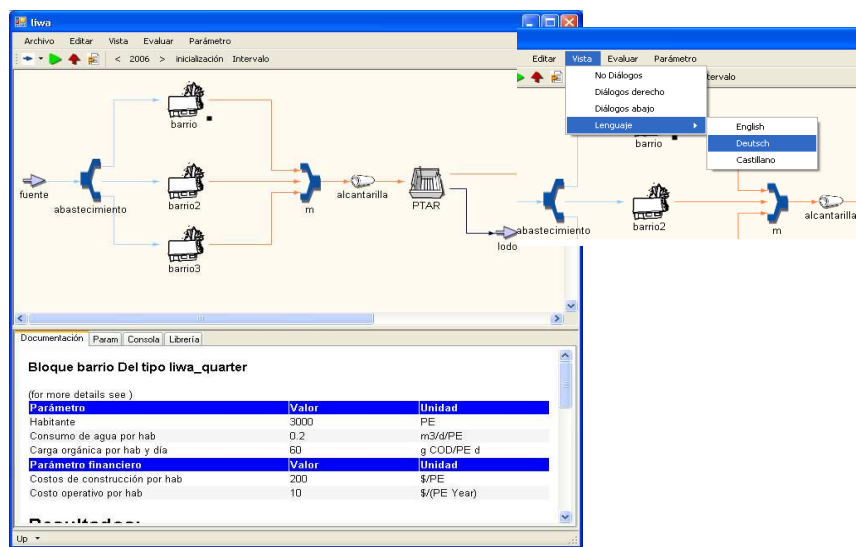 liwa
Archivo Editar Vista Evaluar Parámetro
< 2006 > inicialización Intervalo
barrio
fuente
abastecimiento
barrio2
m
alcantarilla
PTAR
barrio3
lodo
Documentación Param Consola Librería
Bloque barrio Del tipo liwa_quarter
(for more details see )
Parámetro Valor Unidad
Habitante 3000 PE
Consumo de agua por hab 0.2 m3/d/PE
Carga orgánica por hab y día 60 g COD/PE d
Parámetro financiero Valor Unidad
Costos de construcción por hab 200 $/PE
Costo operativo por hab 10 $/(PE Year)
Resultados:
Up
Editar Vista Evaluar Parámetro
tervalo
No Diálogos
Diálogos derecho
Diálogos abajo
Lenguaje
English
Deutsch
Castillano
barrio
abastecimiento
barrio2
m
alcantarilla